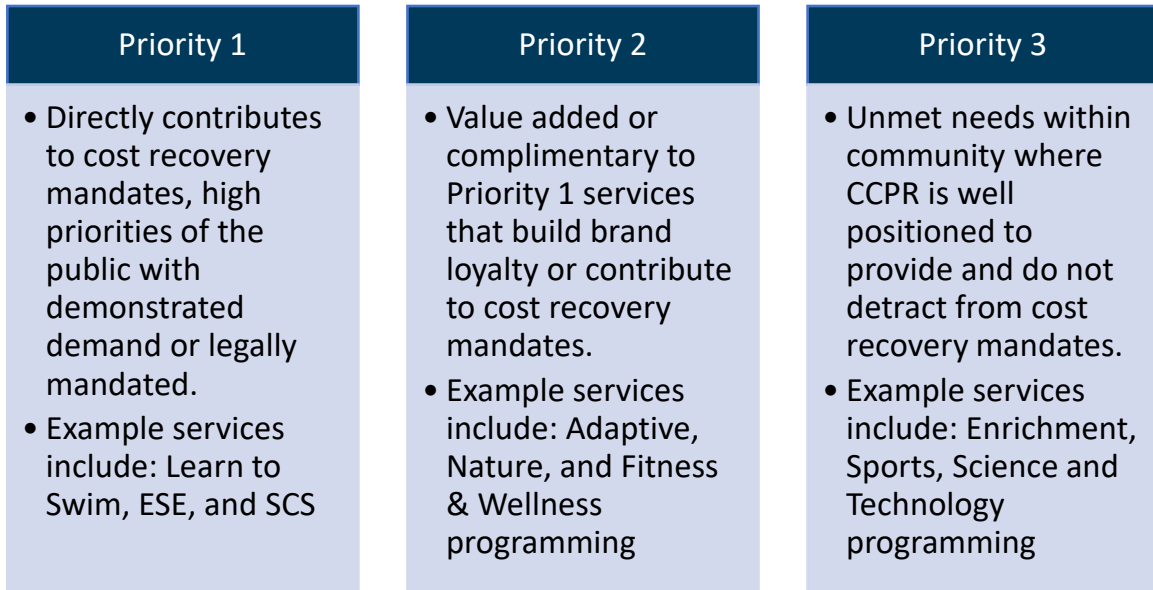 Priority 1
• Directly contributes
to cost recovery
mandates, high
priorities of the
public with
demonstrated
demand or legally
mandated.
• Example services
include: Learn to
Swim, ESE, and SCS
Priority 2
• Value added or
complimentary to
Priority 1 services
that build brand
loyalty or contribute
to cost recovery
mandates.
• Example services
include: Adaptive,
Nature, and Fitness
& Wellness
programming
Priority 3
• Unmet needs within
community where
CCPR is well
positioned to
provide and do not
detract from cost
recovery mandates.
• Example services
include: Enrichment,
Sports, Science and
Technology
programming